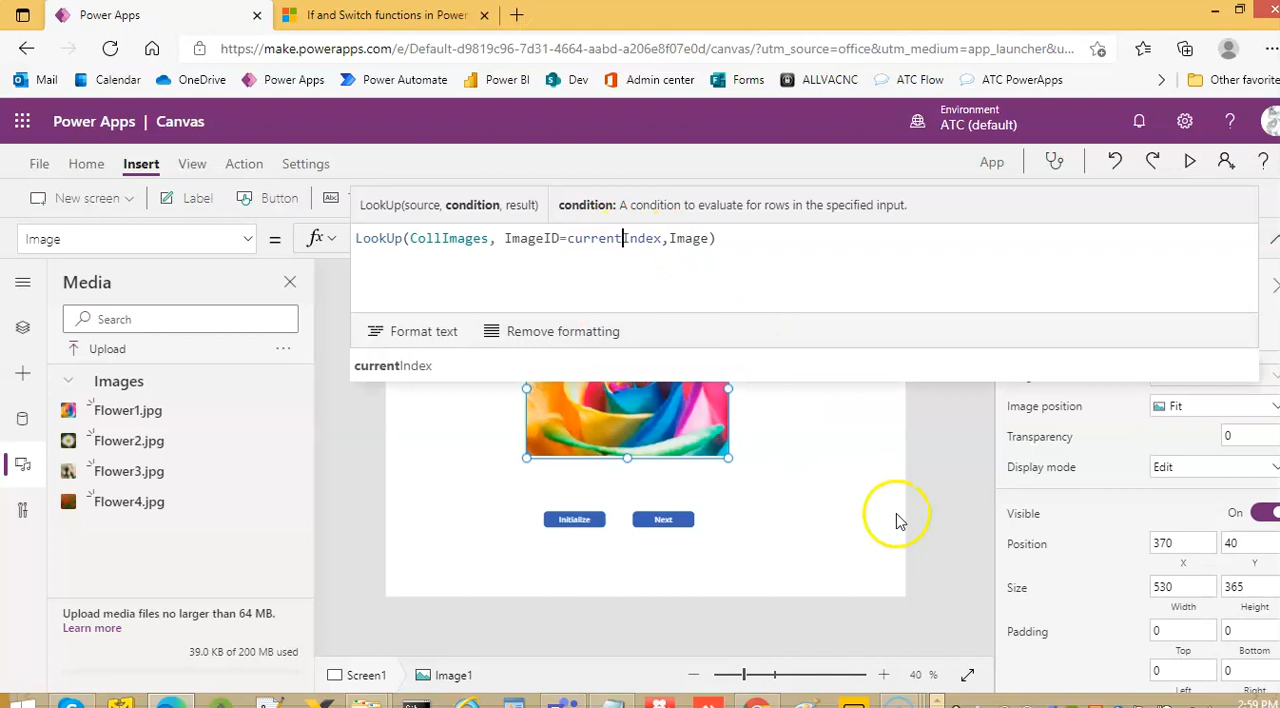 Power Apps
If and Switch functions in Power
https://make.powerapps.com/e/Default-d9819c96-7d31-4664-aabd-a206e8f07e0d/canvas/?utm_source=office&utm_medium=app_launcher&u...
Mail Calendar OneDrive Power Apps Power Automate Power BI Dev Admin center Forms ALLVACNC ATC Flow ATC PowerApps Other favorite
Power Apps | Canvas
Environment
ATC (default)
File Home Insert View Action Settings App
New screen Label Button Abc
LookUp(source, condition, result) condition: A condition to evaluate for rows in the specified input.
Image = fx LookUp(CollImages, ImageID=currentIndex,Image)
Media
Search
Format text Remove formatting
Upload
currentIndex
Images
Flower1.jpg
Flower2.jpg
Flower3.jpg
Flower4.jpg
Image position Fit
Transparency 0
Display mode Edit
Initialize Next
Visible On
Position 370 40
X Y
Size 530 365
Width Height
Padding 0 0
Top Bottom
0 0
Left Right
Upload media files no larger than 64 MB.
Learn more
39.0 KB of 200 MB used
Screen1 Image1 40 %
2:59 PM